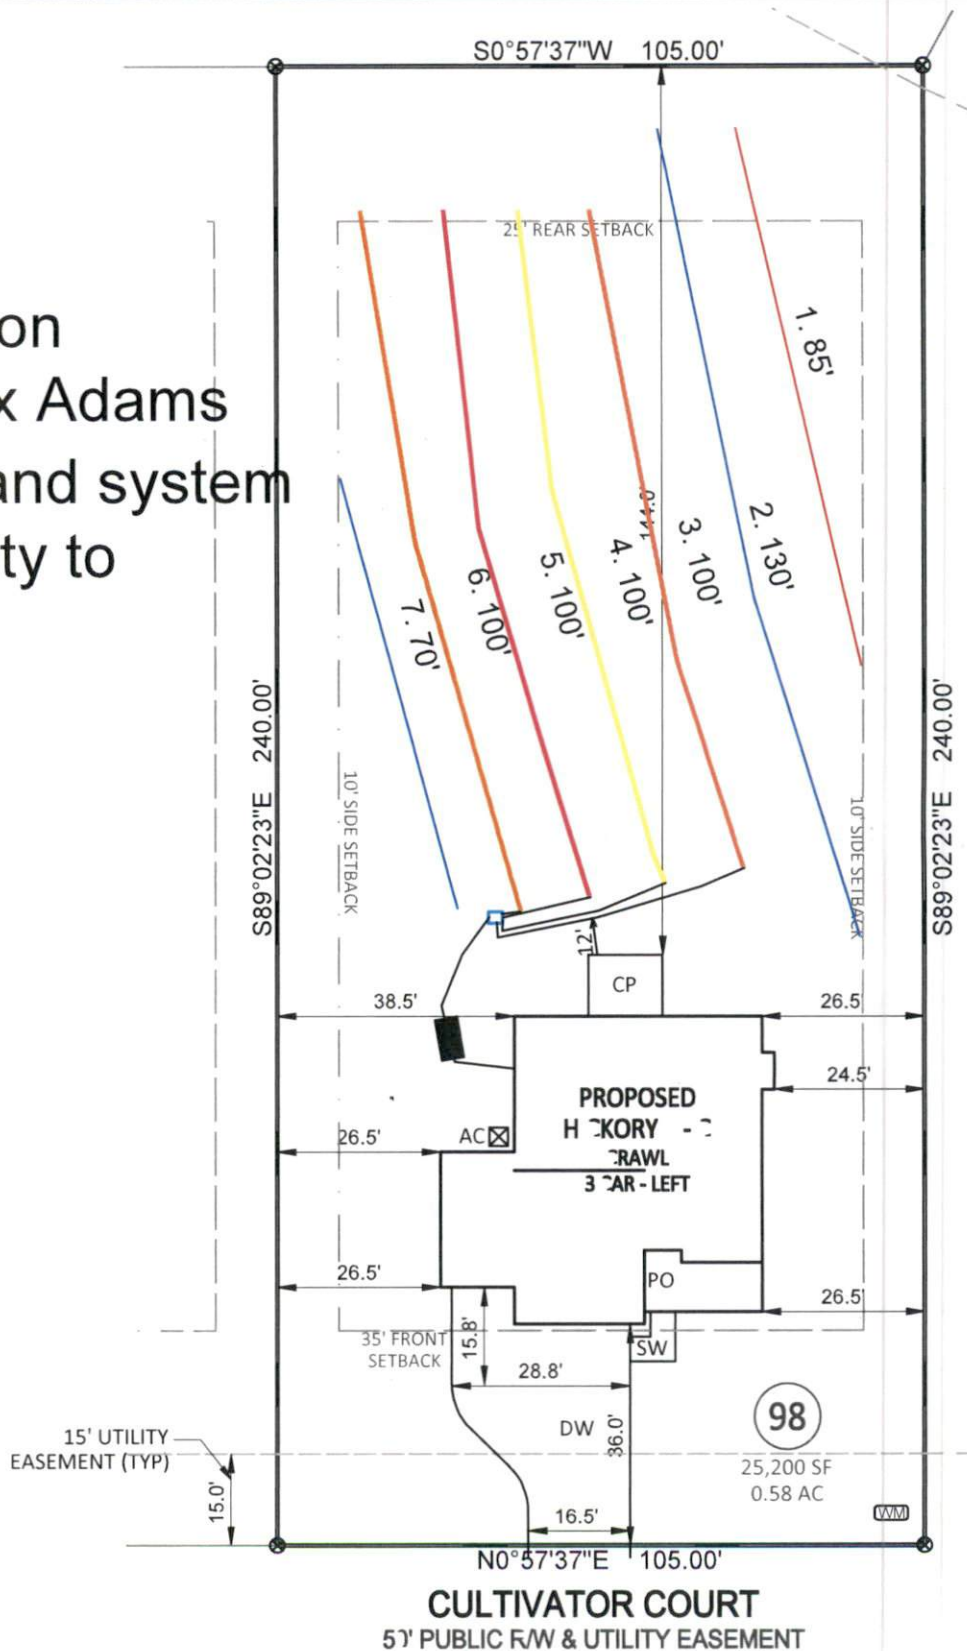 S0°57'37"W 105.00'
25' REAR SETBACK
on
x Adams
and system
ty to
1. 85'
2. 130'
3. 100'
4. 100'
5. 100'
6. 100'
7. 70'
S89°02'23"E 240.00'
S89°02'23"E 240.00'
10' SIDE SETBACK
10' SIDE SETBACK
12'
CP
38.5'
26.5'
24.5'
PROPOSED
AC
26.5'
3 CAR - LEFT
26.5'
PO
26.5'
15.8'
35' FRONT
SETBACK
SW
28.8'
DW
36.0'
98
25,200 SF
0.58 AC
15' UTILITY
EASEMENT (TYP)
15.0'
WM
16.5'
N0°57'37"E 105.00'
CULTIVATOR COURT
50' PUBLIC R/W & UTILITY EASEMENT